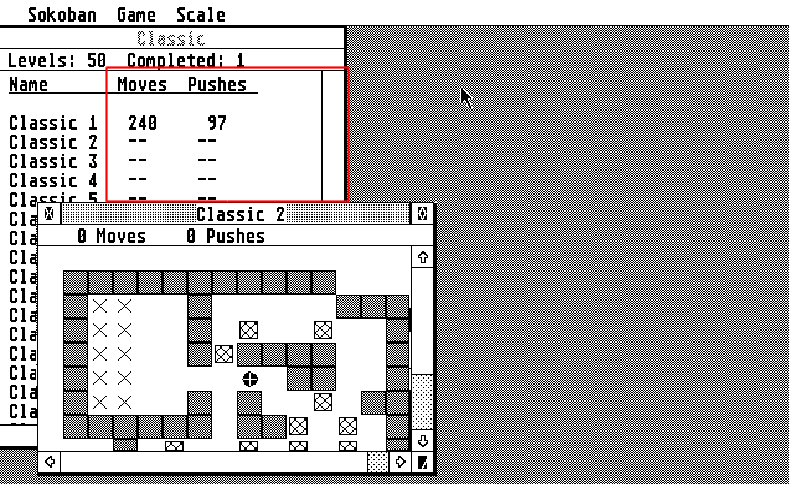 Sokoban Game Scale
Classic
Levels: 50 Completed: 1
Name Moves Pushes
Classic 1 240 97
Classic 2 -- --
Classic 3 -- --
Classic 4 -- --
Classic 5 -- --
Classic 2
0 Moves 0 Pushes
Cla
Cla
Cla
Cla
Cla
Cla
Cla
Cla
Cla
Cla
Cla